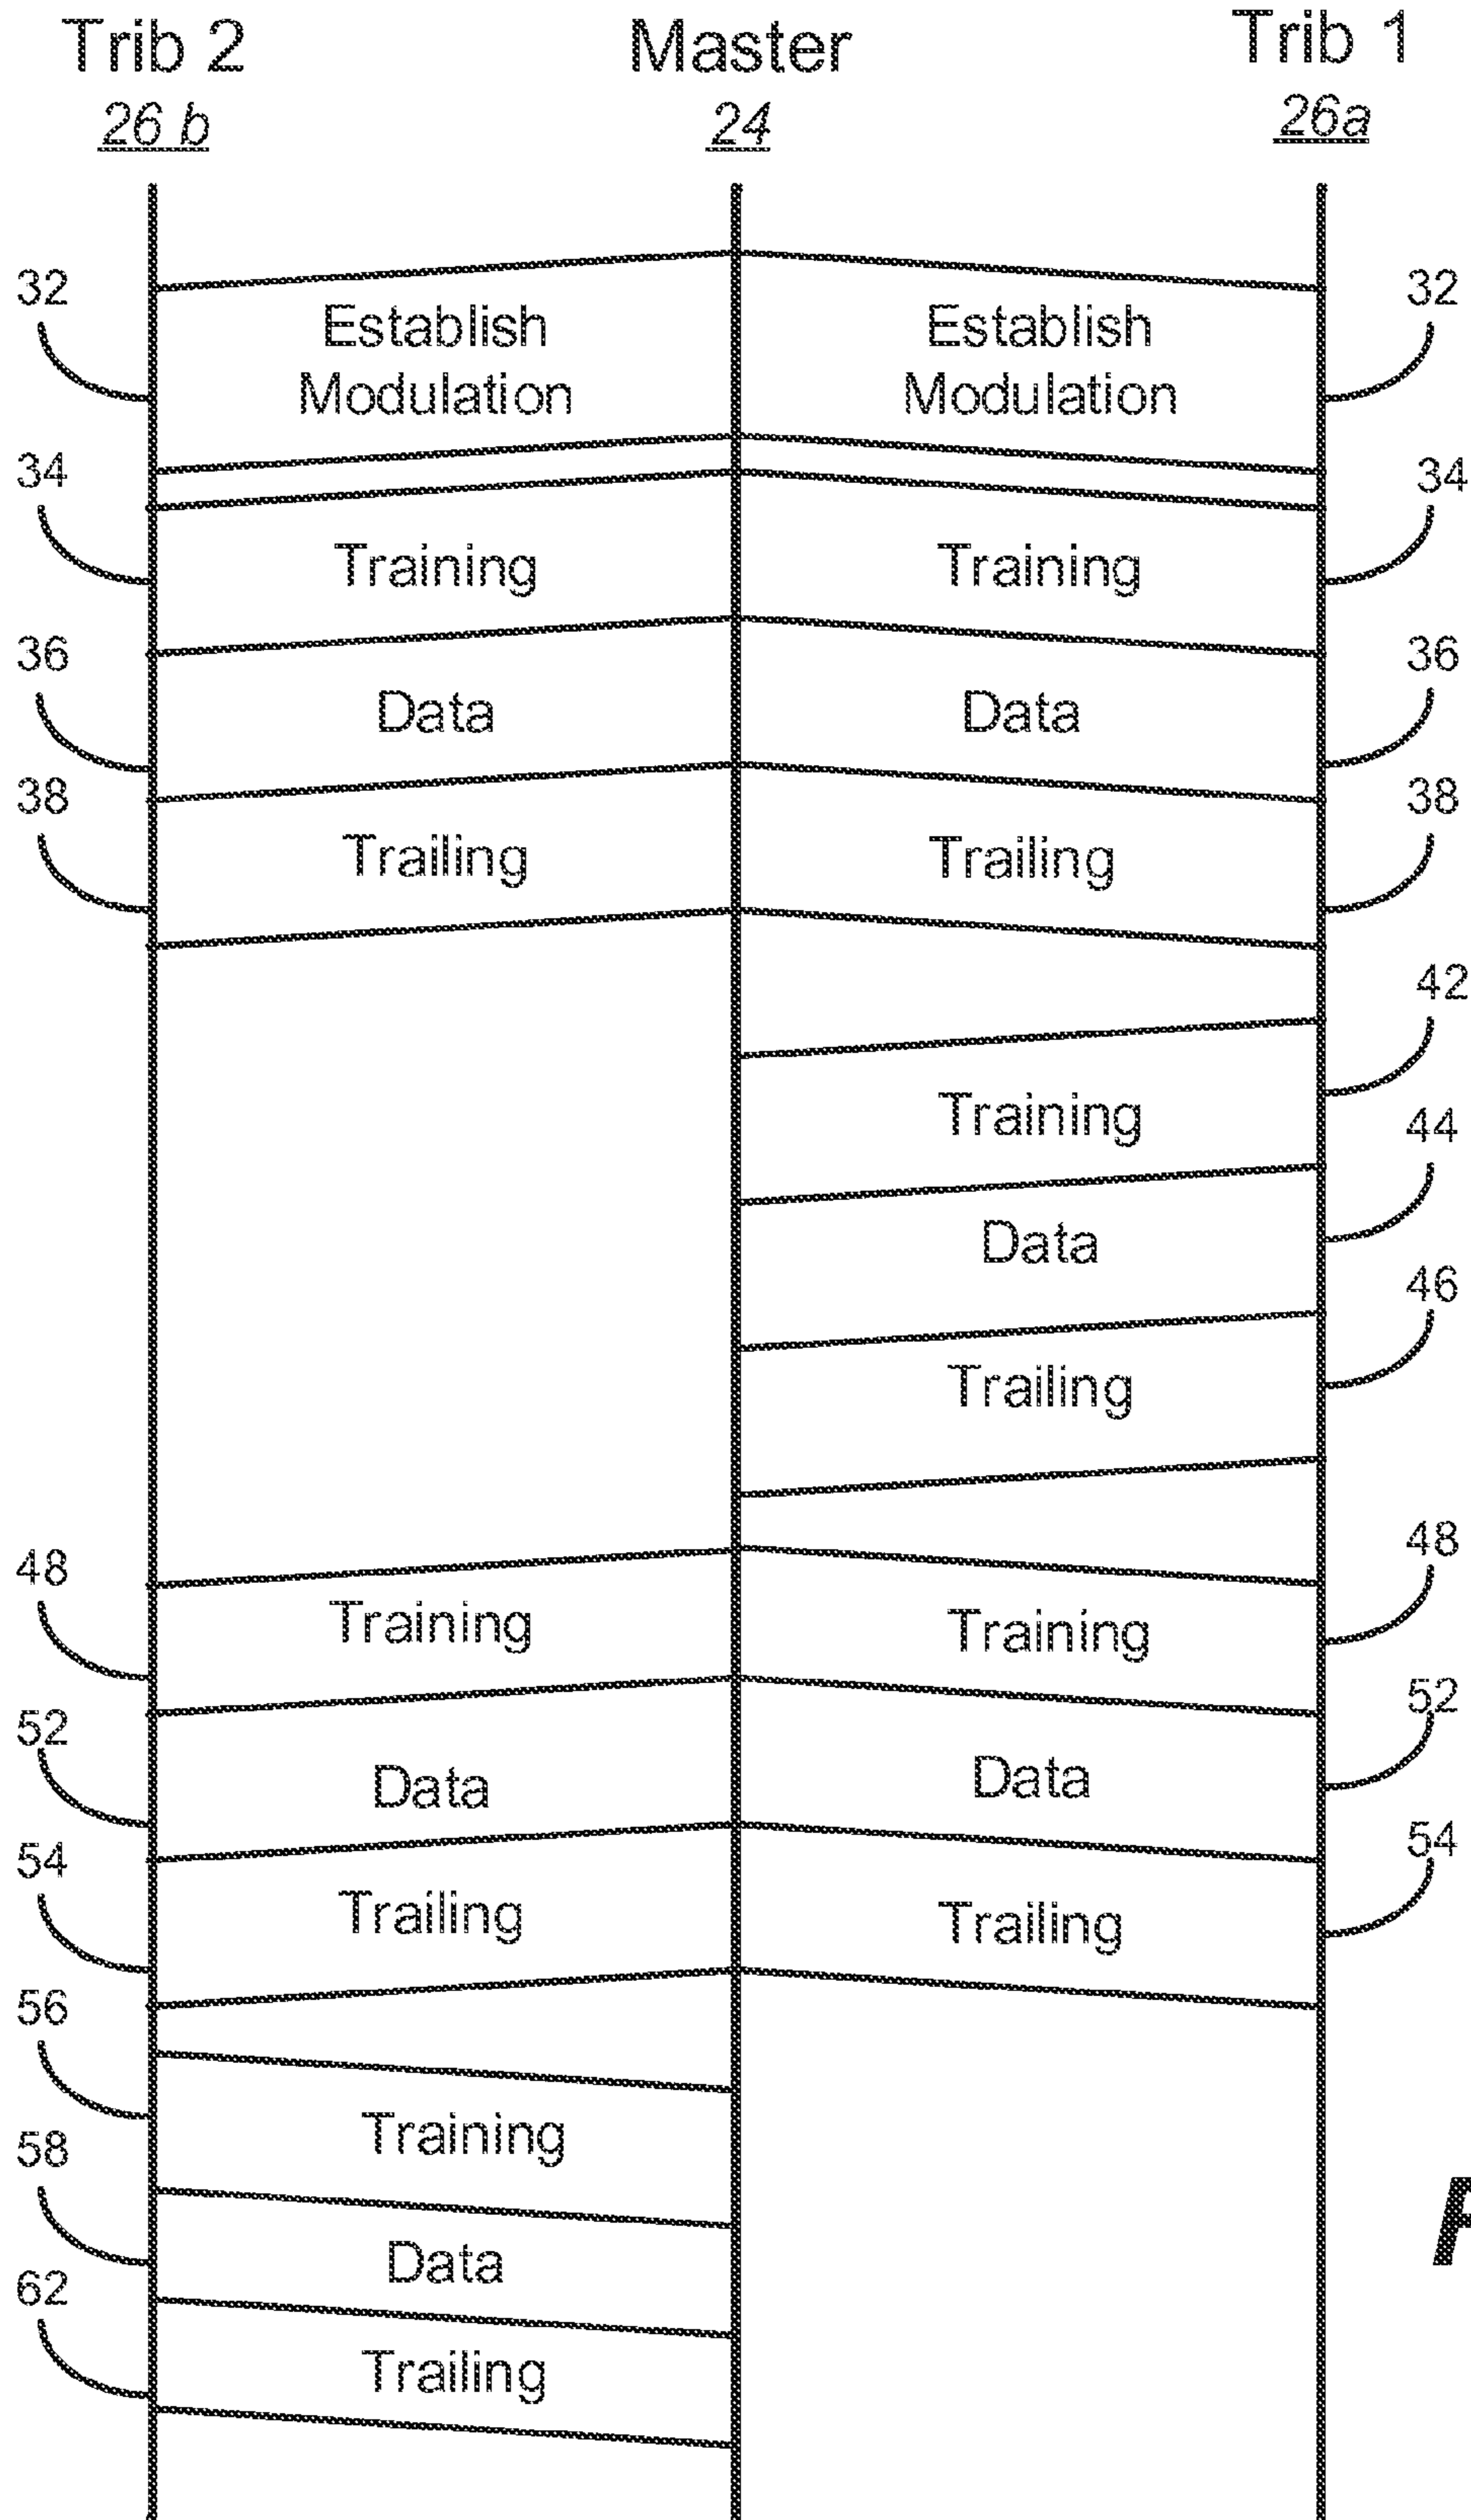 Trib 2 Master Trib 1
26 b 24 26a
32 32
Establish Establish
Modulation Modulation
34 34
Training Training
36 36
Data Data
38 38
Trailing Trailing
42
Training
44
Data
46
Trailing
48 48
Training Training
52 52
Data Data
54 54
Trailing Trailing
56
Training
58
Data
62
Trailing